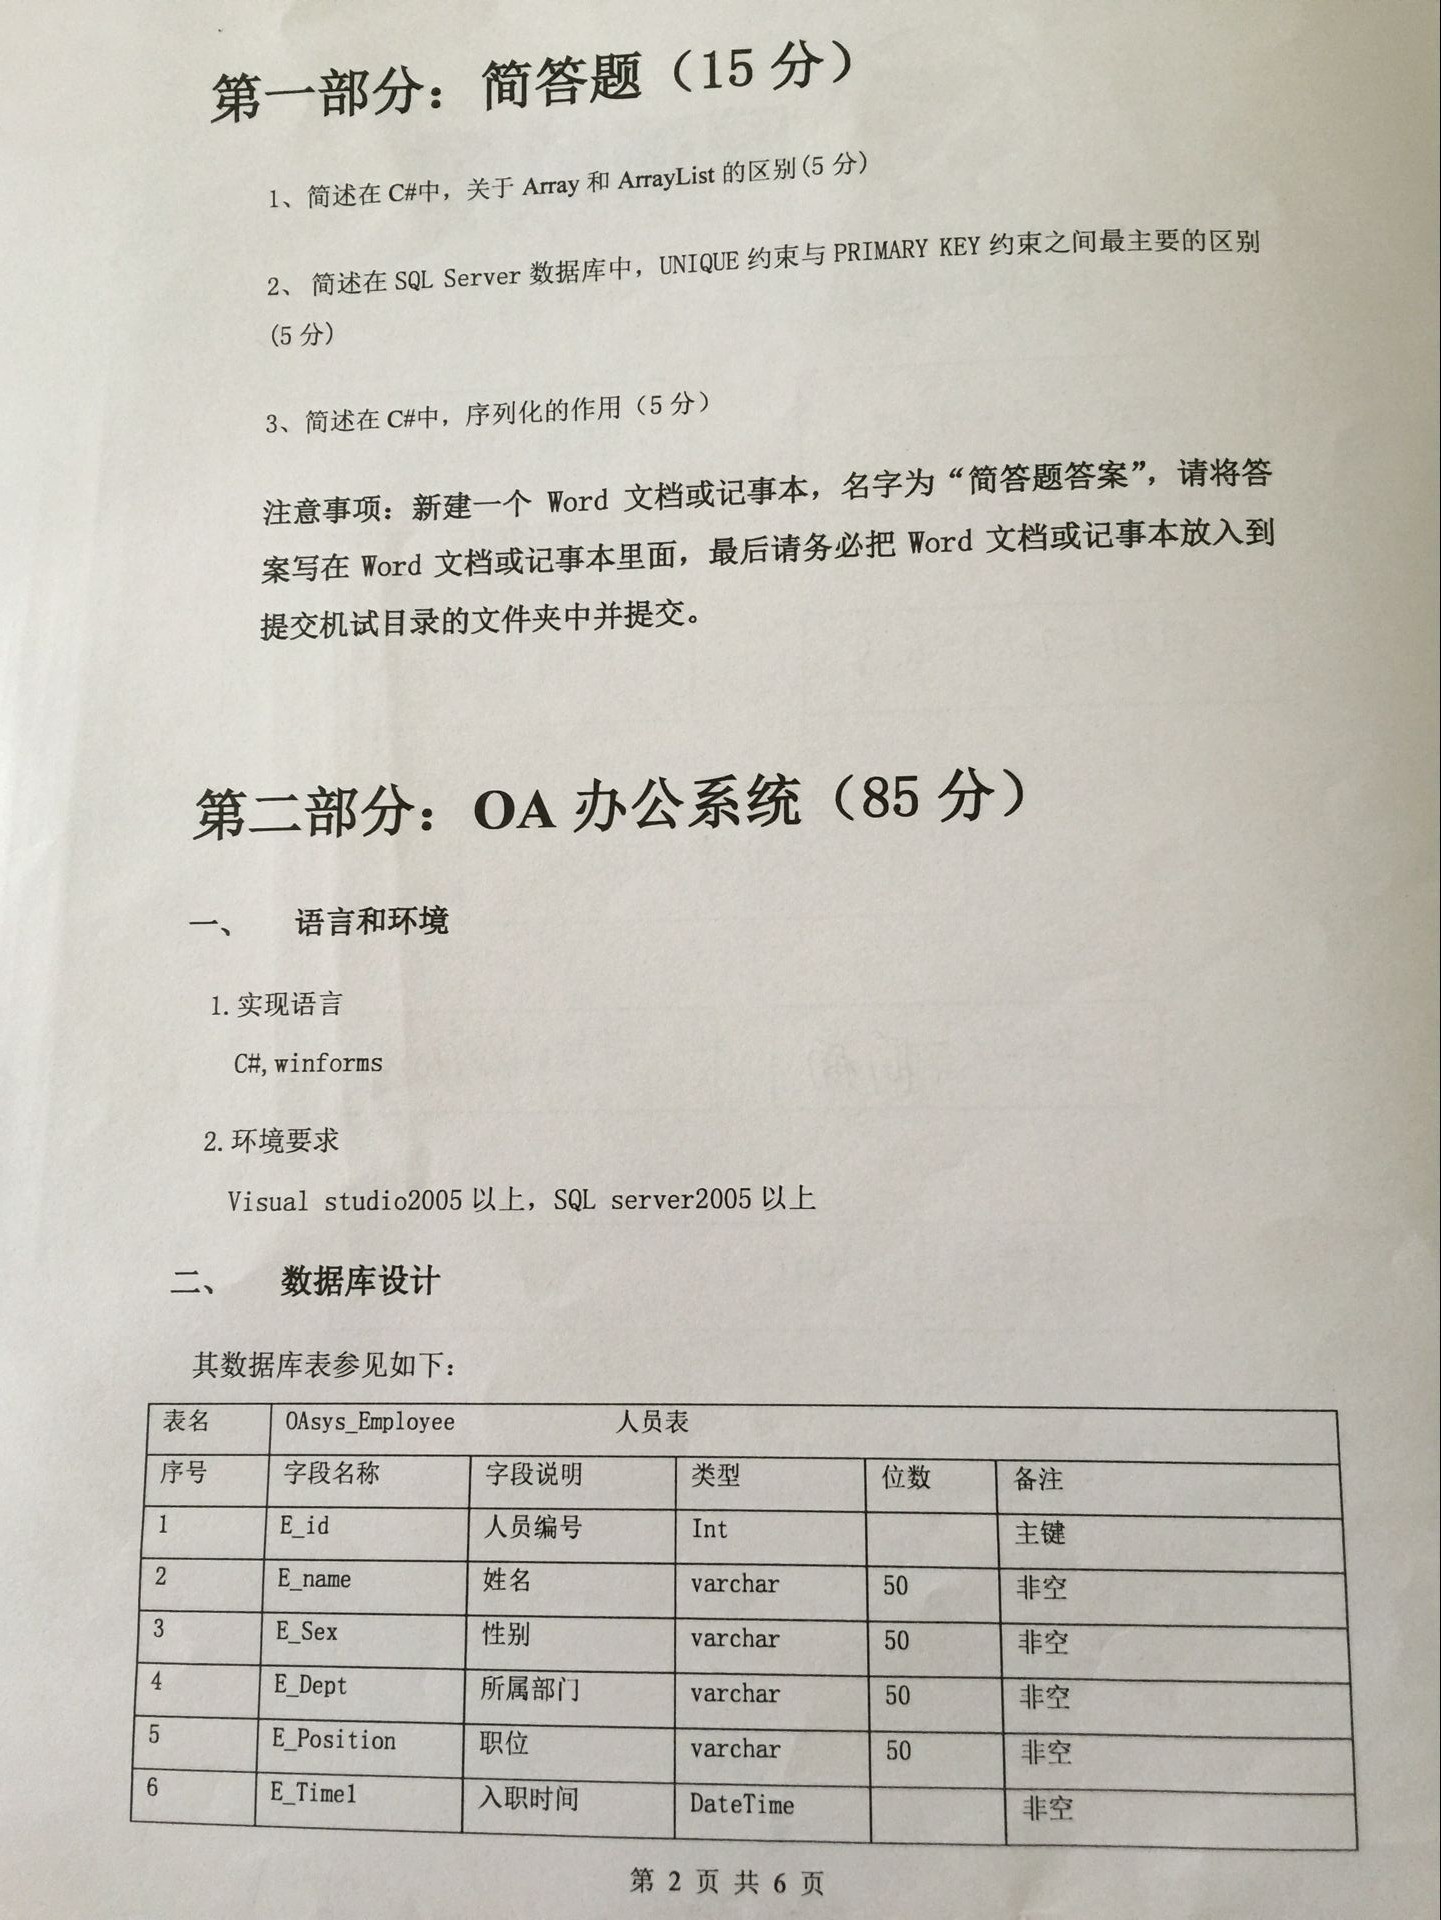 第一部分：简答题（15 分）
1、简述在 C#中，关于 Array 和 ArrayList 的区别(5 分)
2、 简述在 SQL Server 数据库中，UNIQUE 约束与 PRIMARY KEY 约束之间最主要的区别
(5 分)
3、简述在 C#中，序列化的作用（5 分）
注意事项：新建一个 Word 文档或记事本，名字为“简答题答案”，请将答
案写在 Word 文档或记事本里面，最后请务必把 Word 文档或记事本放入到
提交机试目录的文件夹中并提交。
第二部分：OA 办公系统（85 分）
一、 语言和环境
1.实现语言
C#,winforms
2.环境要求
Visual studio2005 以上，SQL server2005 以上
二、 数据库设计
其数据库表参见如下：
表名 OAsys_Employee 人员表
序号 字段名称 字段说明 类型 位数 备注
1 E_id 人员编号 Int 主键
2 E_name 姓名 varchar 50 非空
3 E_Sex 性别 varchar 50 非空
4 E_Dept 所属部门 varchar 50 非空
5 E_Position 职位 varchar 50 非空
6 E_Time1 入职时间 DateTime 非空
第 2 页 共 6 页